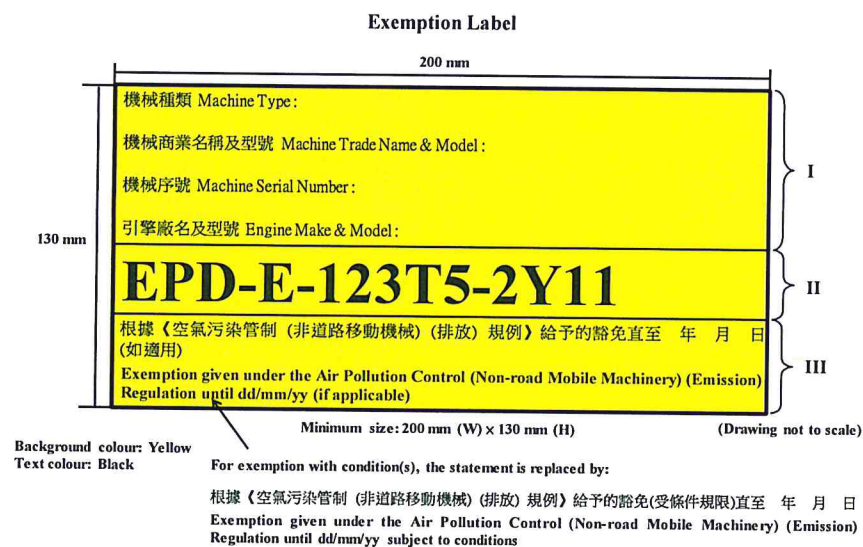 Exemption Label
200 mm
機械種類 Machine Type:
機械商業名稱及型號 Machine Trade Name & Model:
機械序號 Machine Serial Number:
引擎廠名及型號 Engine Make & Model:
I
130 mm
EPD-E-123T5-2Y11
II
根據《空氣污染管制 (非道路移動機械) (排放) 規例》給予的豁免直至 年 月 日
(如適用)
Exemption given under the Air Pollution Control (Non-road Mobile Machinery) (Emission)
Regulation until dd/mm/yy (if applicable)
III
Minimum size: 200 mm (W) x 130 mm (H)
(Drawing not to scale)
Background colour: Yellow
Text colour: Black
For exemption with condition(s), the statement is replaced by:
根據《空氣污染管制 (非道路移動機械) (排放) 規例》給予的豁免(受條件規限)直至 年 月 日
Exemption given under the Air Pollution Control (Non-road Mobile Machinery) (Emission)
Regulation until dd/mm/yy subject to conditions